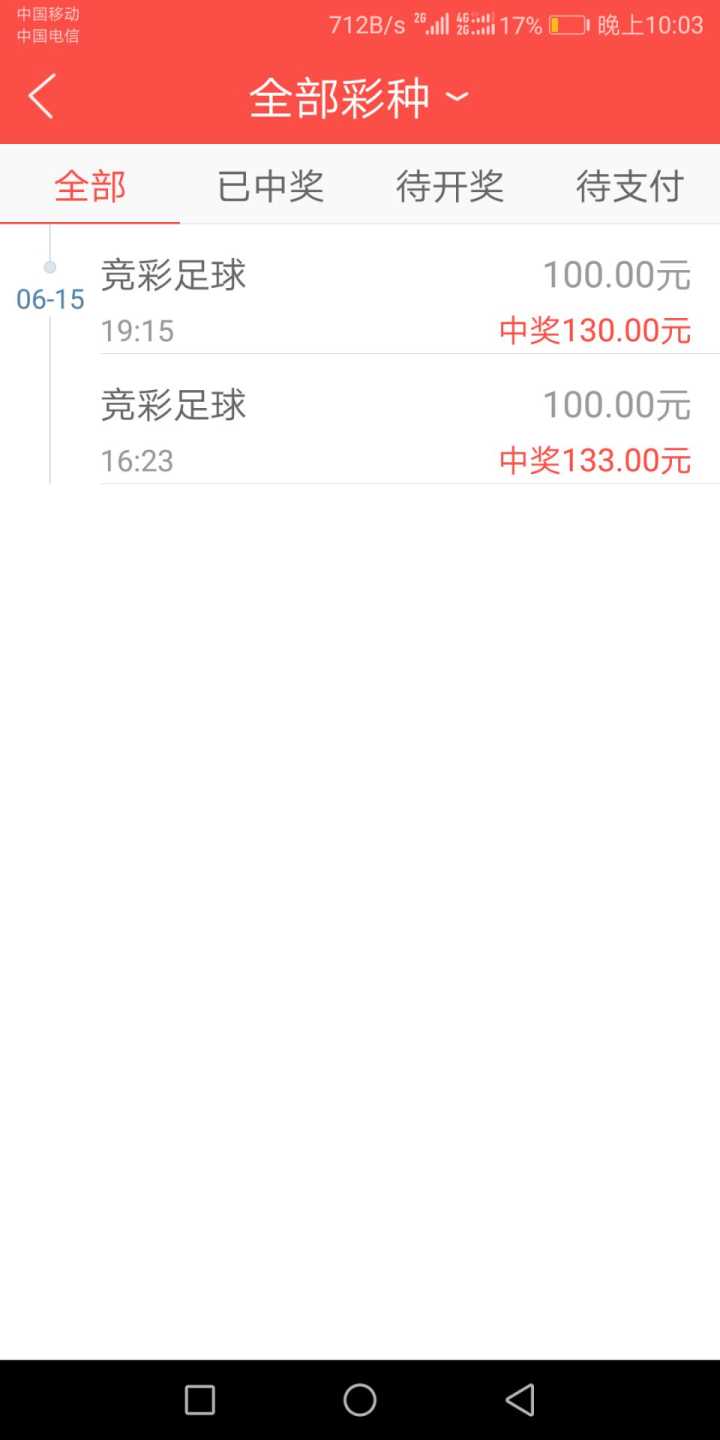 中国移动
中国电信
712B/s 2G 4G 2G 17% 晚上10:03
全部彩种
全部 已中奖 待开奖 待支付
竞彩足球 100.00元
06-15
19:15 中奖130.00元
竞彩足球 100.00元
16:23 中奖133.00元